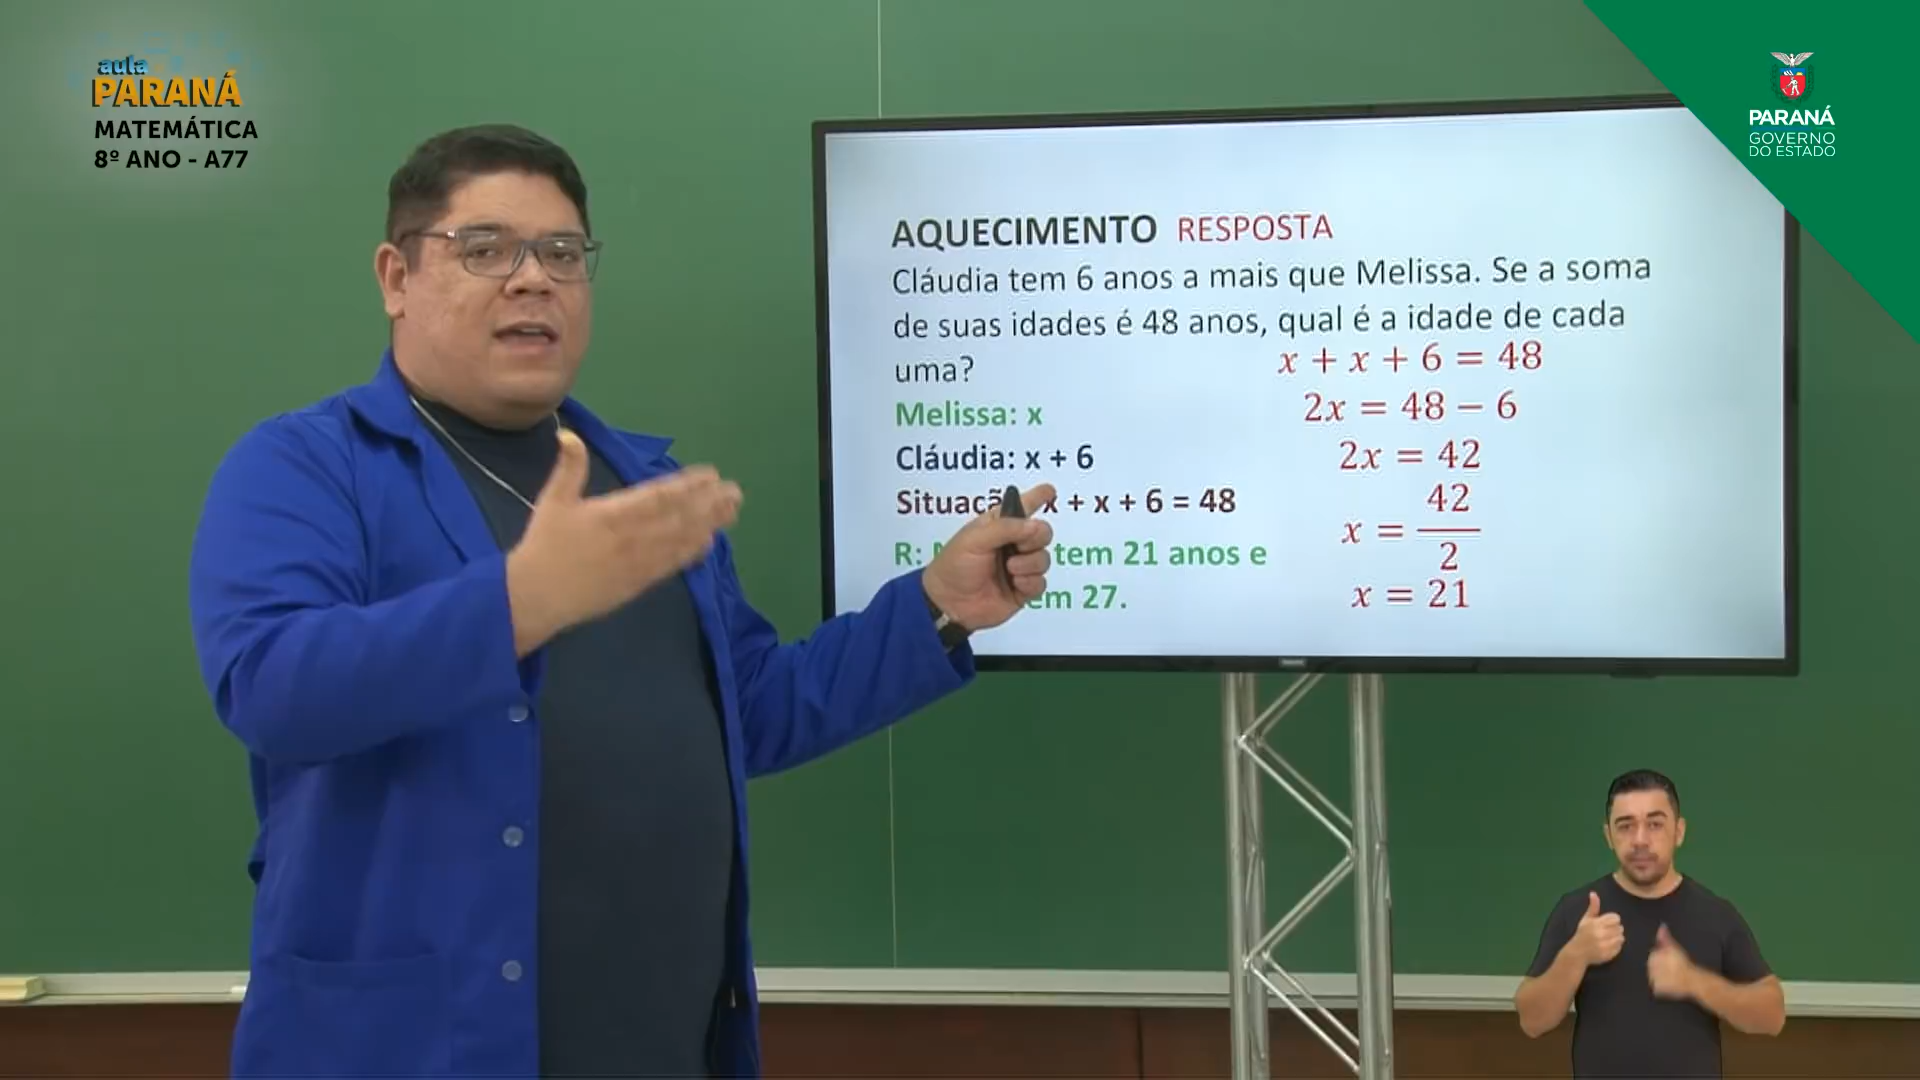 aula
PARANÁ
MATEMÁTICA
8º ANO - A77
PARANÁ
GOVERNO
DO ESTADO
AQUECIMENTO RESPOSTA
Cláudia tem 6 anos a mais que Melissa. Se a soma
de suas idades é 48 anos, qual é a idade de cada
uma?
Melissa: x
Cláudia: x + 6
x + x + 6 = 48
R: tem 21 anos e
27.
x + x + 6 = 48
2x = 48 − 6
2x = 42
x = 42/2
x = 21